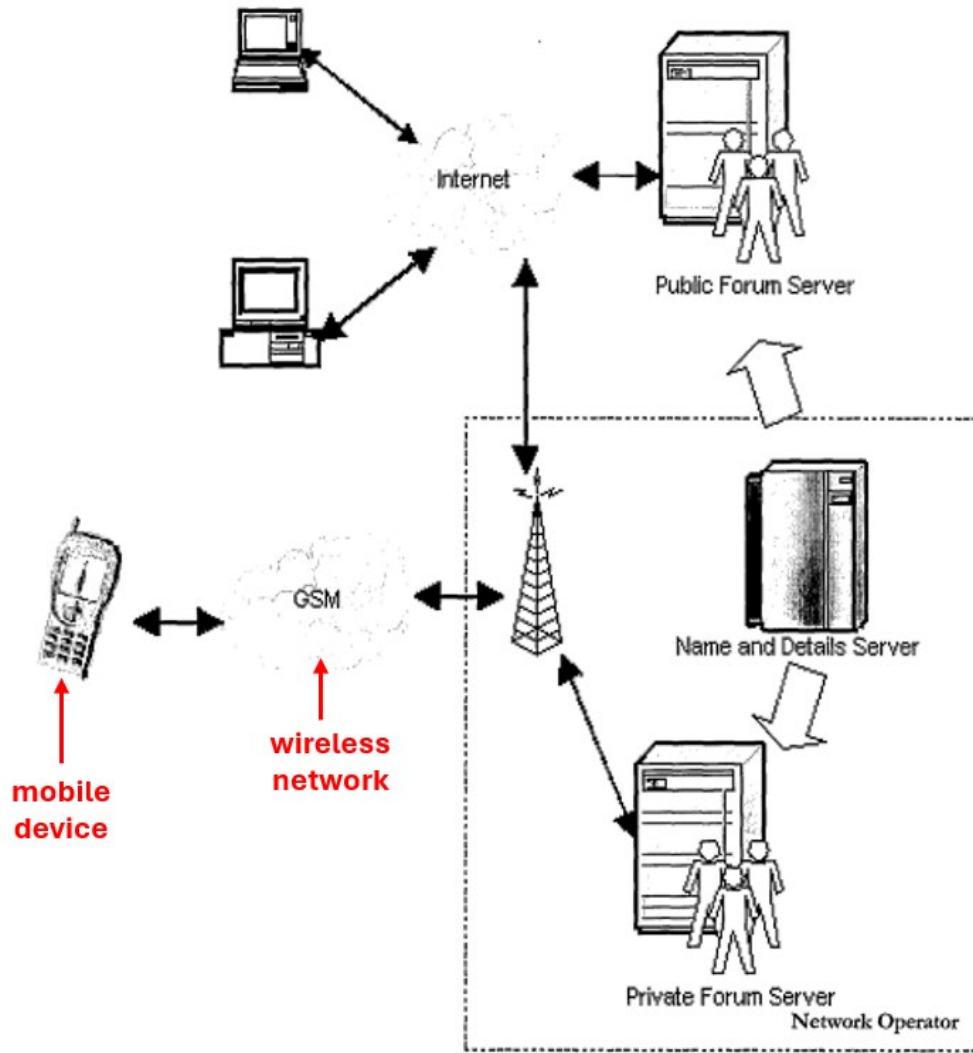 Internet
Public Forum Server
GSM
Name and Details Server
wireless
network
mobile
device
Private Forum Server
Network Operator